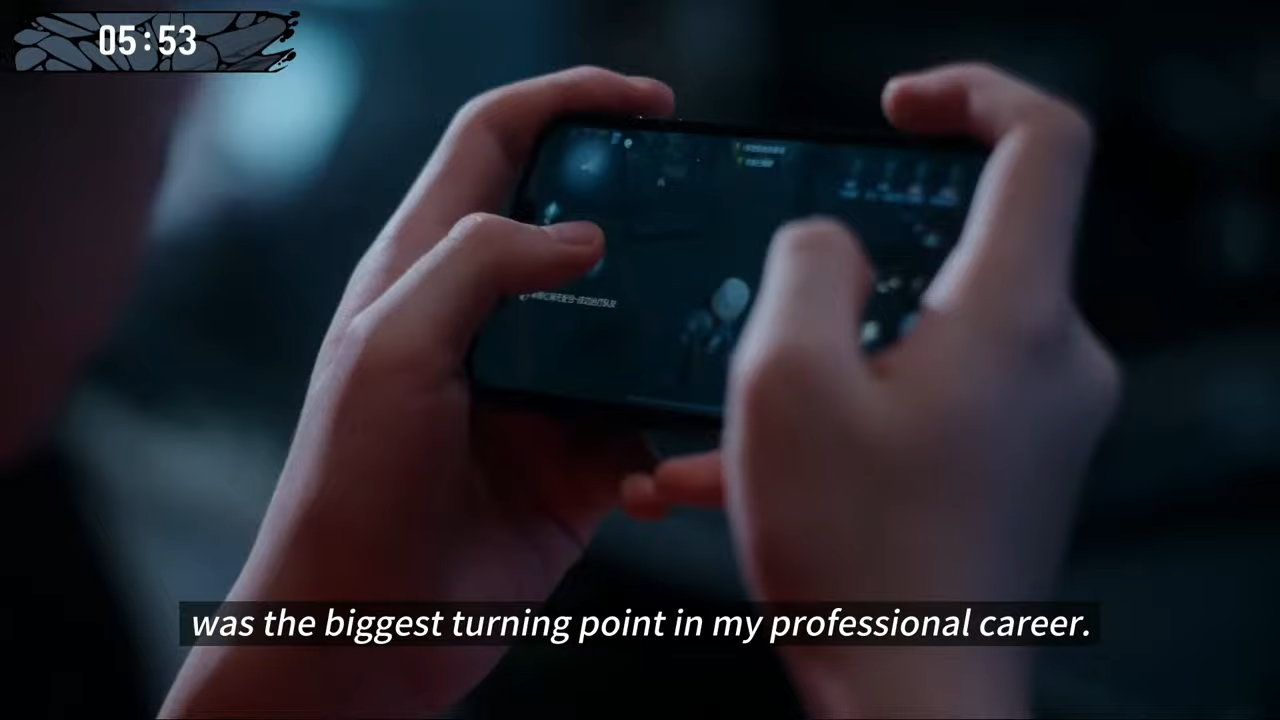 05:53
was the biggest turning point in my professional career.